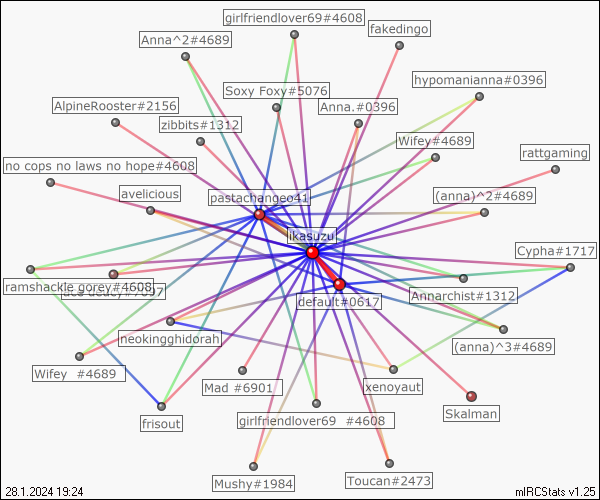 girlfriendlover69#4608
fakedingo
Anna^2#4689
hypomanianna#0396
Soxy Foxy#5076
AlpineRooster#2156
Anna.#0396
zibbits#1312
Wifey#4689
rattgaming
no cops no laws no hope#4608
avelicious
pastachangeo41
(anna)^2#4689
ikasuzu
Cypha#1717
ramshackle gorey#4608
Annarchist#1312
default#0617
neokingghidorah
(anna)^3#4689
Wifey #4689
Mad #6901
xenoyaut
Skalman
frisout
girlfriendlover69 #4608
Mushy#1984
Toucan#2473
28.1.2024 19:24
mIRCStats v1.25